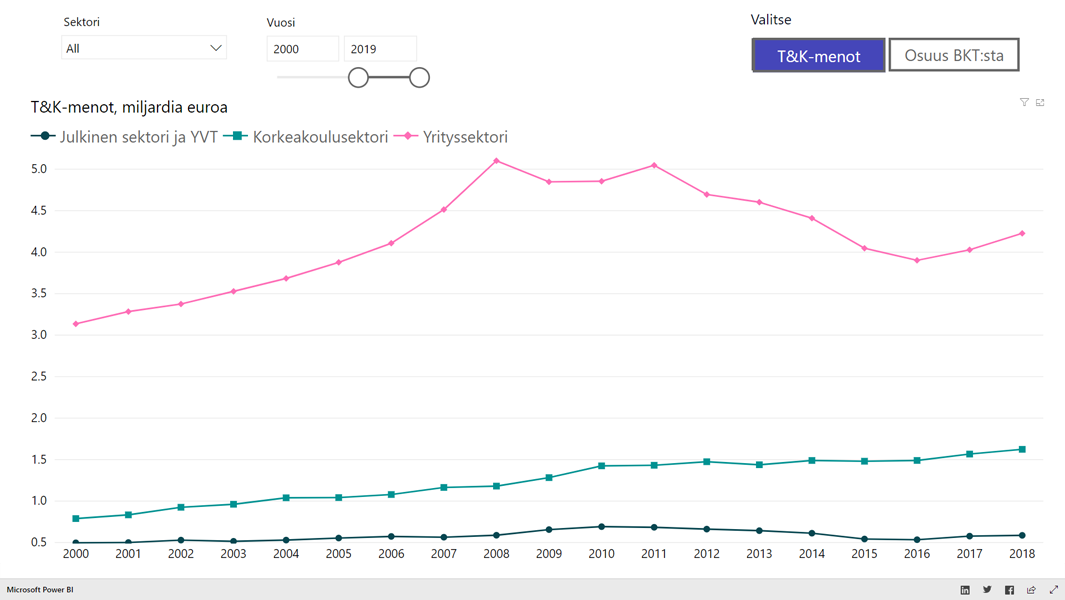 Sektori
Vuosi
Valitse
All
2000
2019
T&K-menot
Osuus BKT:sta
T&K-menot, miljardia euroa
Julkinen sektori ja YVT
Korkeakoulusektori
Yrityssektori
5.0
4.5
4.0
3.5
3.0
2.5
2.0
1.5
1.0
0.5
2000 2001 2002 2003 2004 2005 2006 2007 2008 2009 2010 2011 2012 2013 2014 2015 2016 2017 2018
Microsoft Power BI